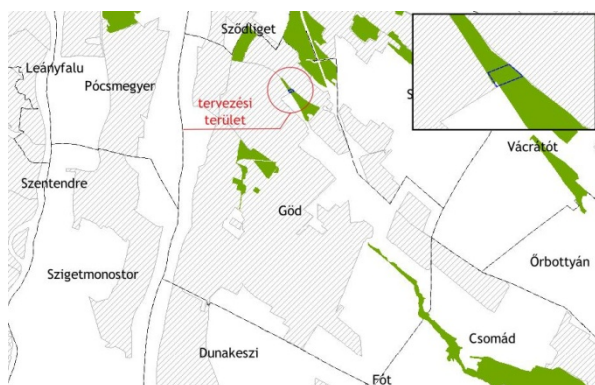 Sződliget
Leányfalu
Pócsmegyer
tervezési
terület
Vácrátót
Szentendre
Göd
Őrbottyán
Szigetmonostor
Csomád
Dunakeszi
Fót